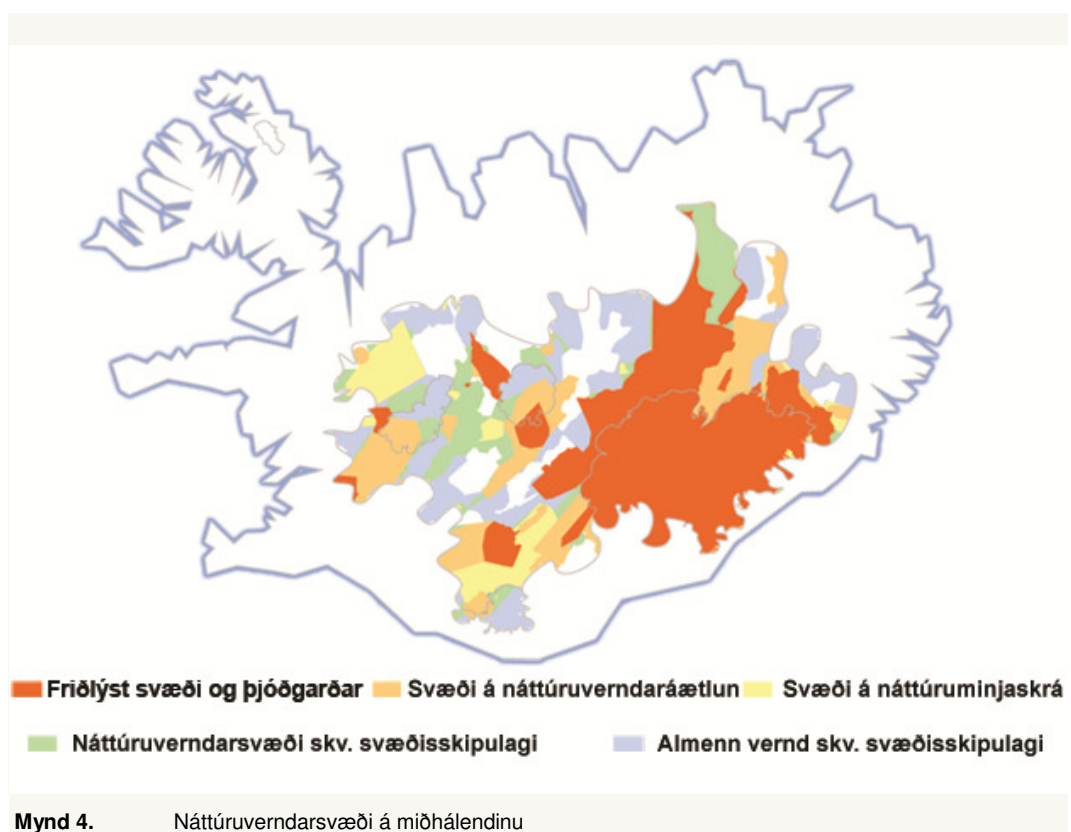 Friðlýst svæði og þjóðgarðar Svæði á náttúruverndaráætlun Svæði á náttúruminjaskrá
Náttúruverndarsvæði skv. svæðisskipulagi Almenn vernd skv. svæðisskipulagi
Mynd 4. Náttúruverndarsvæði á miðhálendinu